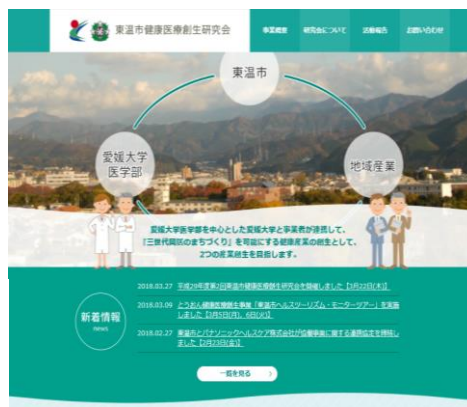 東温市健康医療創生研究会
事業概要 研究会について 活動報告 お問い合わせ
東温市
愛媛大学
医学部
地域産業
愛媛大学医学部を中心とした愛媛大学と事業者が連携して、
「三世代同居のまちづくり」を可能にする健康産業の創生として、
2つの産業創生を目指します。
新着情報
NEWS
2018.03.27 平成29年度第2回東温市健康医療創生研究会を開催しました【3月22日(木)】
2018.03.09 とうおん健康医療創生事業「東温市ヘルスツーリズム・モニターツアー」を実施
しました【3月5日(月)、6日(火)】
2018.02.27 東温市とパナソニックヘルスケア株式会社が協働事業に関する連携協定を締結し
ました【2月23日(金)】
一覧を見る